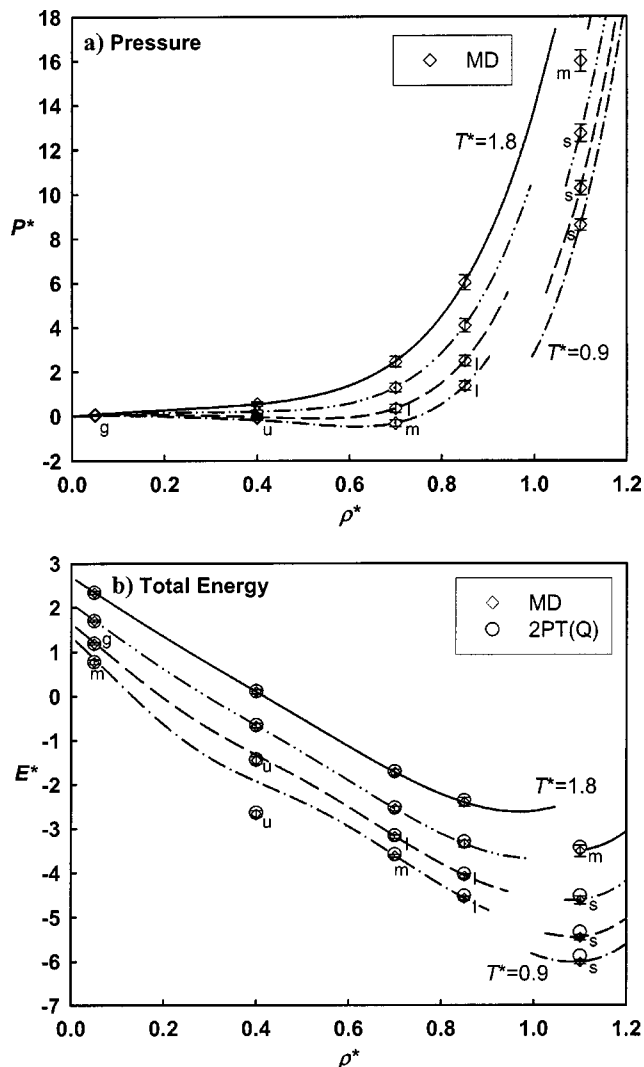 a) Pressure
MD
18
16
14
12
10
8
6
4
2
0
-2
P*
T*=1.8
T*=0.9
m
s
s
s
l
l
l
m
g
u
0.0 0.2 0.4 0.6 0.8 1.0 1.2
ρ*
b) Total Energy
MD
2PT(Q)
3
2
1
0
-1
-2
-3
-4
-5
-6
-7
E*
g
m
u
u
l
m
l
l
T*=1.8
m
s
s
s
T*=0.9
0.0 0.2 0.4 0.6 0.8 1.0 1.2
ρ*